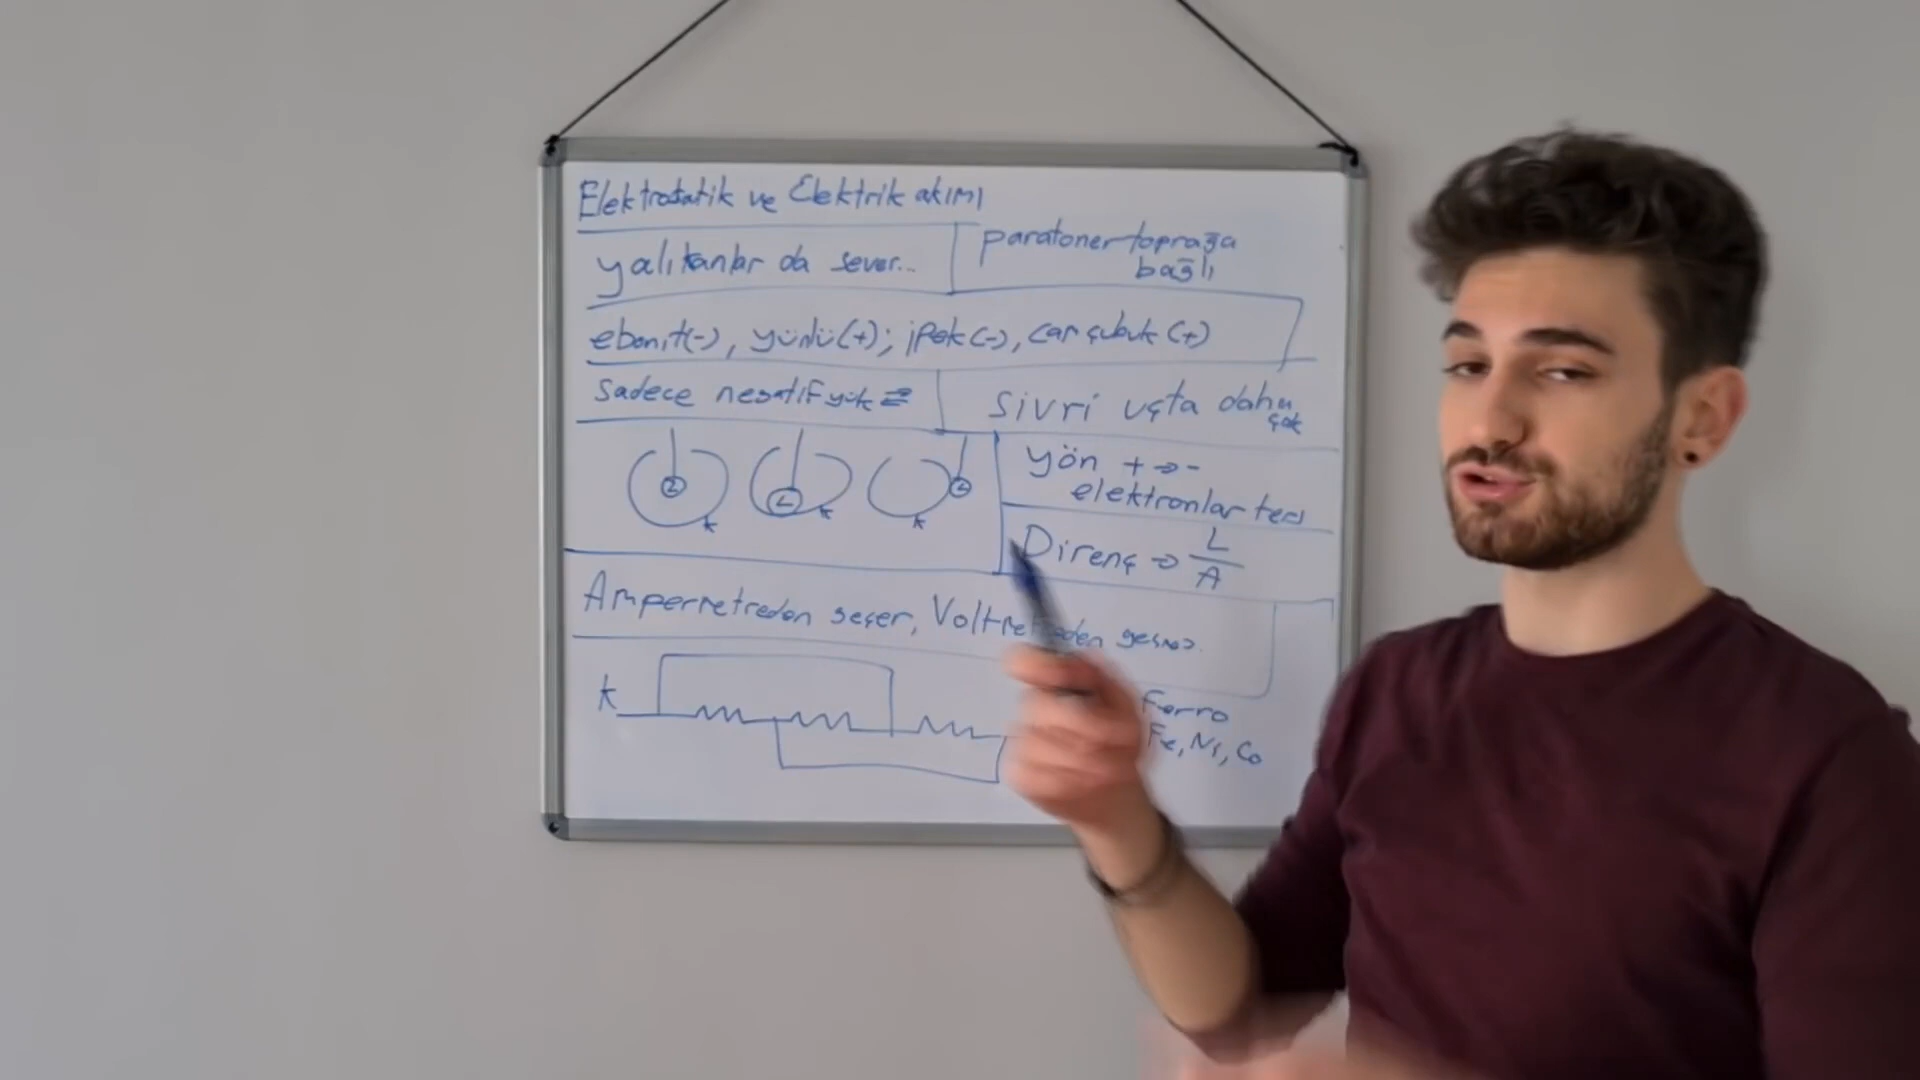 Elektrostatik ve Elektrik akımı
yalıtkanlar da sever...
paratoner toprağa
bağlı
ebonit(-), yünlü(+); ipek(-), cam çubuk(+)
Sadece negatif yük ⇄
Sivri uçta daha
çok
L L L
K K K
yön + → -
elektronlar ters
Direnç → L/A
Ampermetreden geçer, Voltmetreden geçmez.
K
Ferro
Fe, Ni, Co